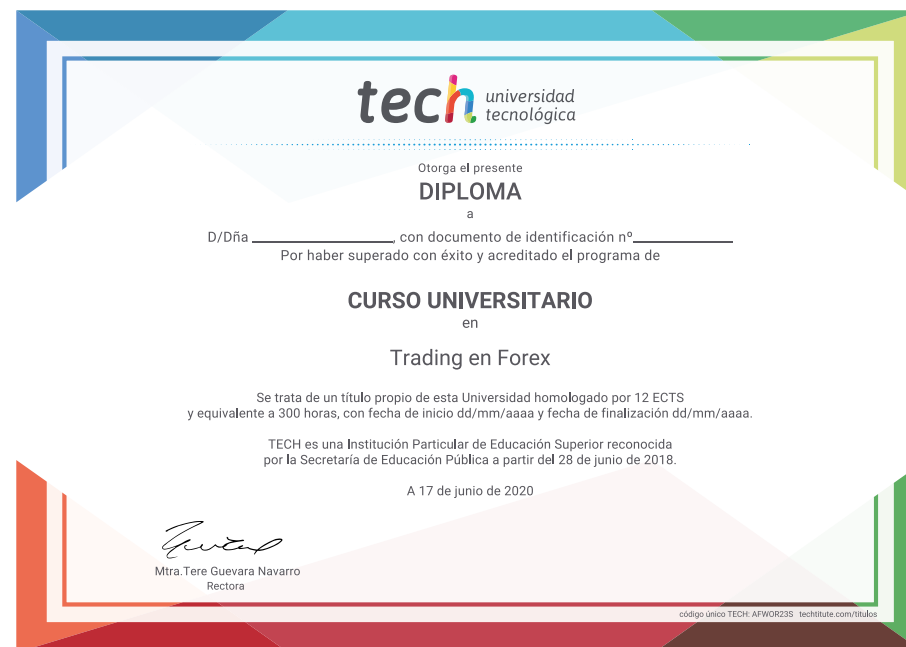 tech universidad
tecnológica
Otorga el presente
DIPLOMA
a
D/Dña ____________________, con documento de identificación nº______________
Por haber superado con éxito y acreditado el programa de
CURSO UNIVERSITARIO
en
Trading en Forex
Se trata de un título propio de esta Universidad homologado por 12 ECTS
y equivalente a 300 horas, con fecha de inicio dd/mm/aaaa y fecha de finalización dd/mm/aaaa.
TECH es una Institución Particular de Educación Superior reconocida
por la Secretaría de Educación Pública a partir del 28 de junio de 2018.
A 17 de junio de 2020
Mtra.Tere Guevara Navarro
Rectora
código único TECH: AFWOR23S techtitute.com/titulos